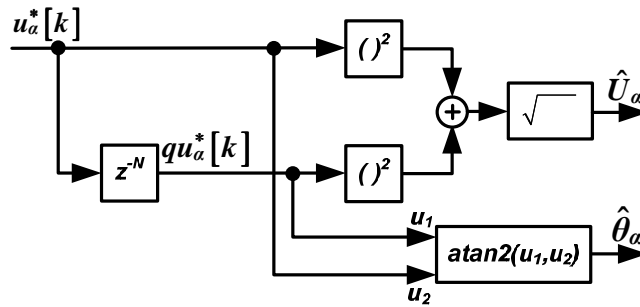 u*α[k]
( )²
Ûα
+
√
z⁻ᴺ
qu*α[k]
( )²
u₁
atan2(u₁,u₂)
θ̂α
u₂